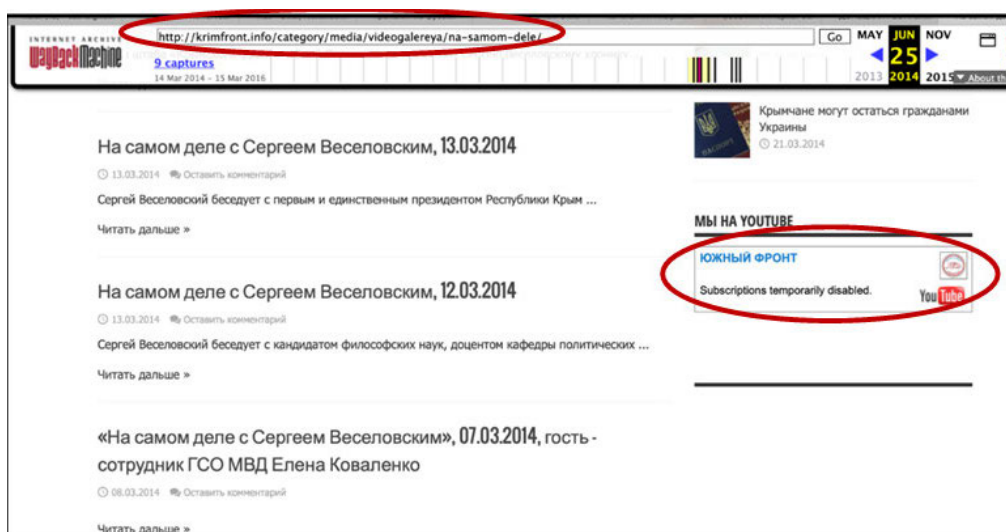 INTERNET ARCHIVE
WayBackMachine
http://krimfront.info/category/media/videogalereya/na-samom-dele/
Go
MAY JUN NOV
9 captures
25
14 Mar 2014 - 15 Mar 2016
2013 2014 2015
About th
Крымчане могут остаться гражданами
Украины
21.03.2014
На самом деле с Сергеем Веселовским, 13.03.2014
13.03.2014 Оставить комментарий
Сергей Веселовский беседует с первым и единственным президентом Республики Крым ...
Читать дальше »
МЫ НА YOUTUBE
ЮЖНЫЙ ФРОНТ
Subscriptions temporarily disabled.
YouTube
На самом деле с Сергеем Веселовским, 12.03.2014
13.03.2014 Оставить комментарий
Сергей Веселовский беседует с кандидатом философских наук, доцентом кафедры политических ...
Читать дальше »
«На самом деле с Сергеем Веселовским», 07.03.2014, гость -
сотрудник ГСО МВД Елена Коваленко
08.03.2014 Оставить комментарий
Читать дальше »